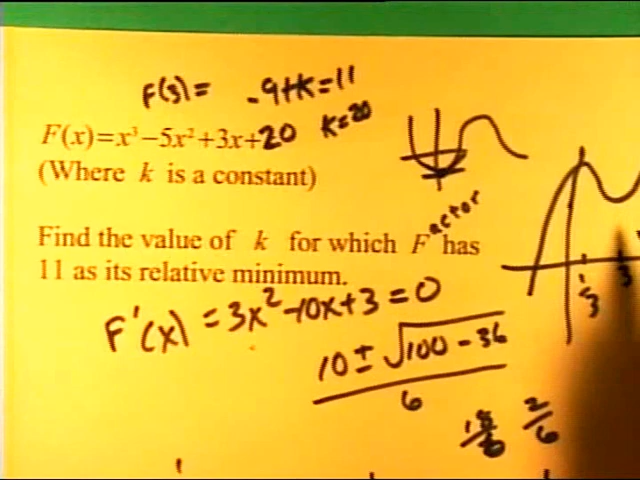 F(3) = -9+k=11
F(x)=x³−5x²+3x+20 k=20
(Where k is a constant)
Find the value of k for which Factor has
11 as its relative minimum.
F'(x) = 3x²-10x+3 = 0
10 ± √100 - 36
6
1/3 3
18/6 2/6